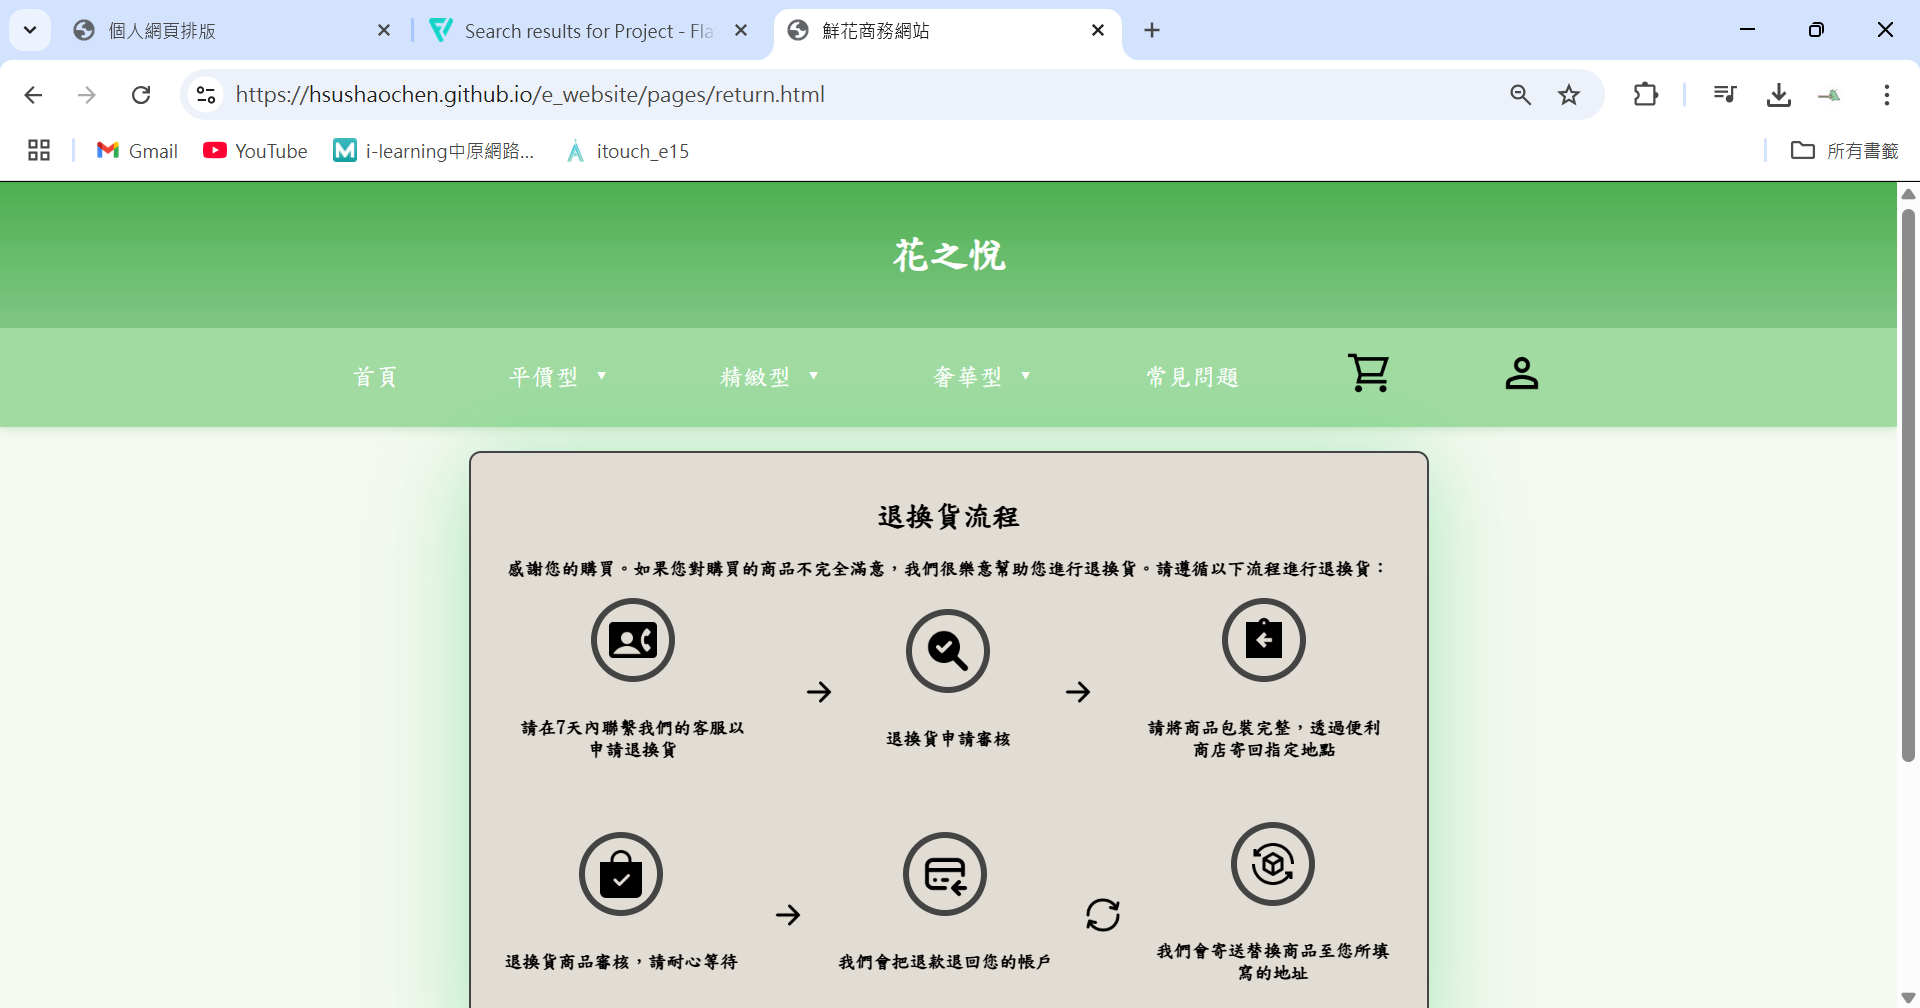 個人網頁排版
Search results for Project - Fla
鮮花商務網站
https://hsushaochen.github.io/e_website/pages/return.html
Gmail
YouTube
i-learning中原網路...
itouch_e15
所有書籤
花之悅
首頁
平價型 ▼
精緻型 ▼
奢華型 ▼
常見問題
退換貨流程
感謝您的購買。如果您對購買的商品不完全滿意，我們很樂意幫助您進行退換貨。請遵循以下流程進行退換貨：
請在7天內聯繫我們的客服以
申請退換貨
退換貨申請審核
請將商品包裝完整，透過便利
商店寄回指定地點
退換貨商品審核，請耐心等待
我們會把退款退回您的帳戶
我們會寄送替換商品至您所填
寫的地址